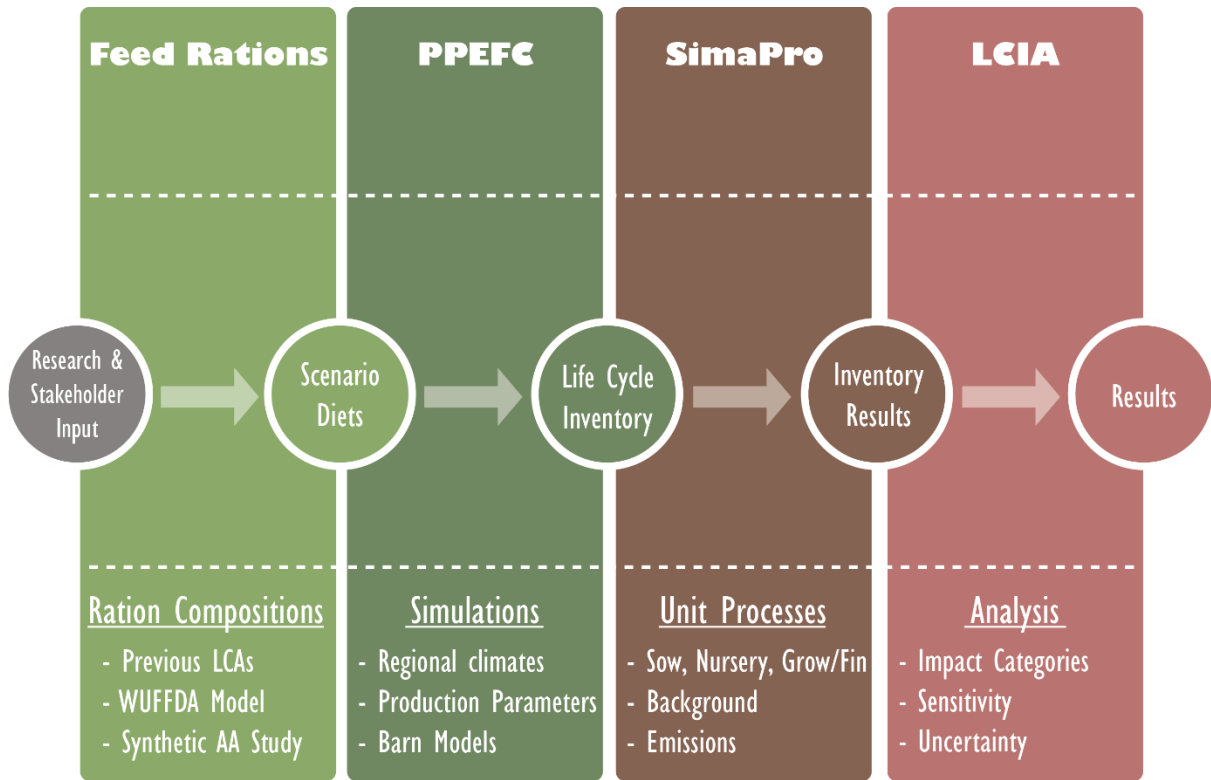 Feed Rations
PPEFC
SimaPro
LCIA
Research &
Stakeholder
Input
Scenario
Diets
Life Cycle
Inventory
Inventory
Results
Results
Ration Compositions
- Previous LCAs
- WUFFDA Model
- Synthetic AA Study
Simulations
- Regional climates
- Production Parameters
- Barn Models
Unit Processes
- Sow, Nursery, Grow/Fin
- Background
- Emissions
Analysis
- Impact Categories
- Sensitivity
- Uncertainty